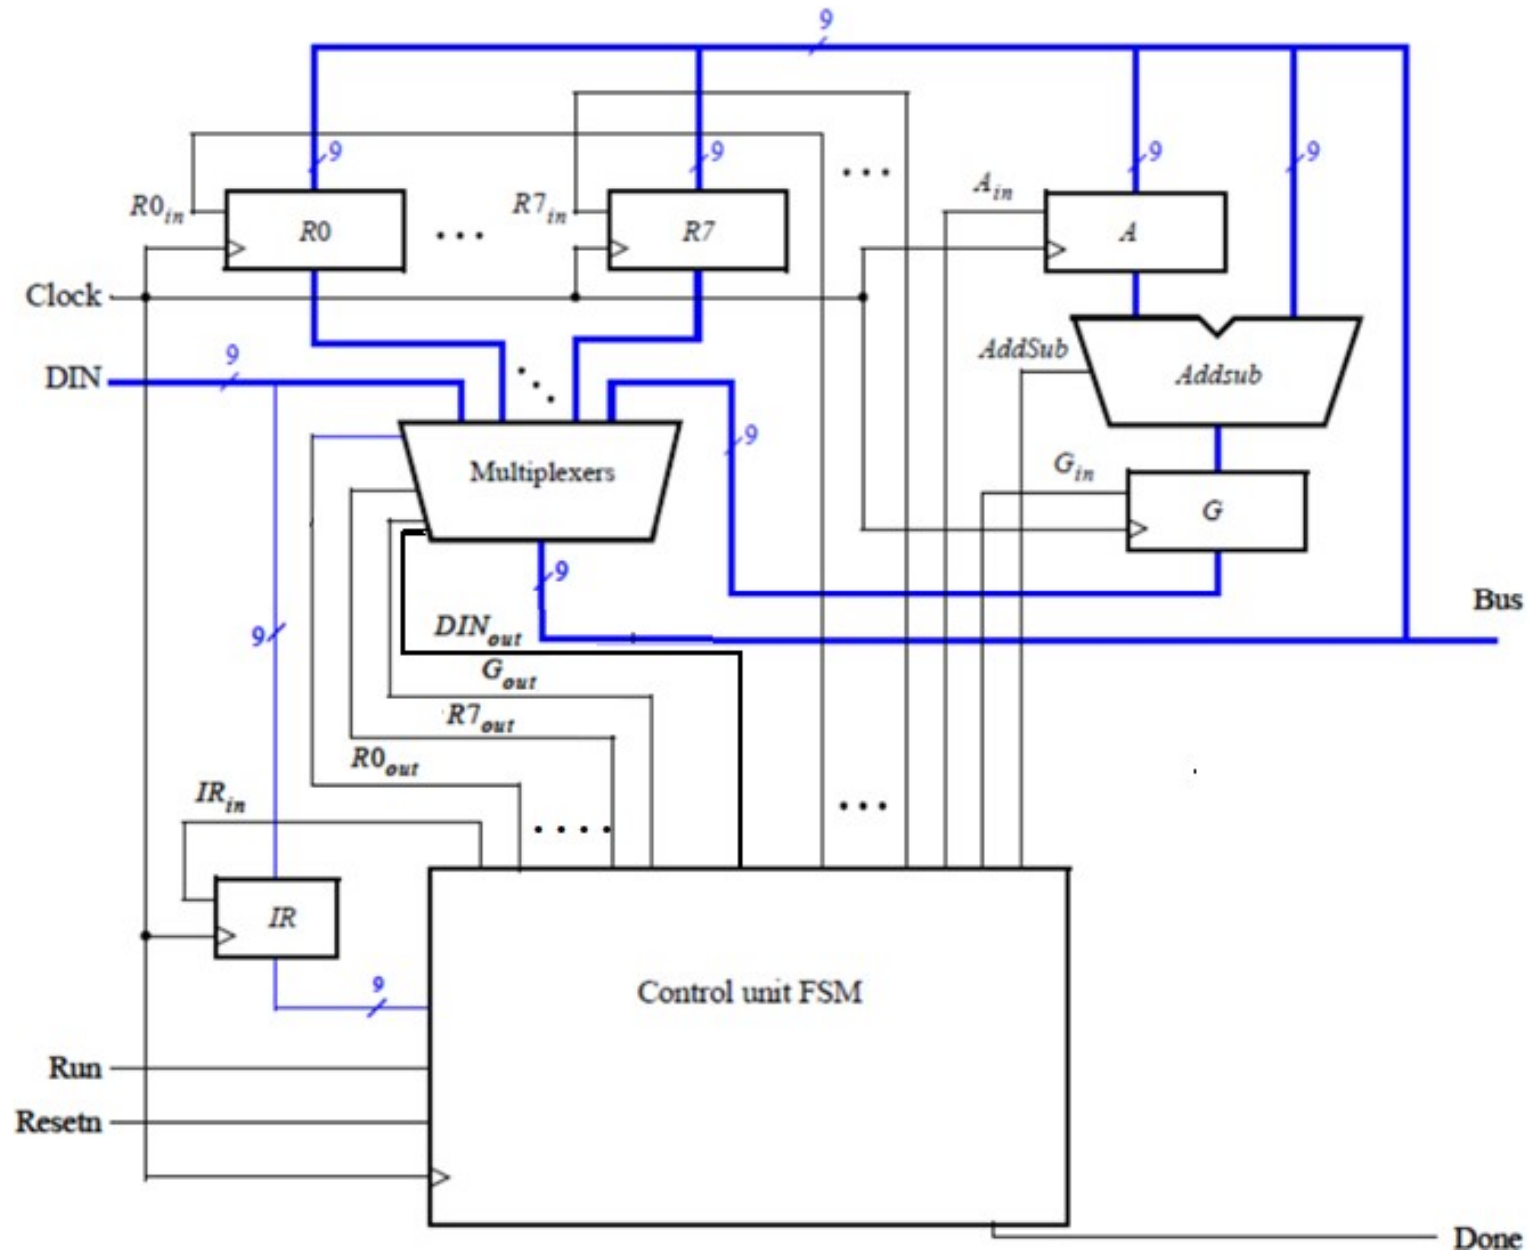 9
9
9
9
9
R0in
R0
...
R7in
R7
...
Ain
A
Clock
DIN
9
AddSub
Addsub
Multiplexers
9
Gin
G
9
Bus
9
DINout
Gout
R7out
R0out
IRin
....
...
IR
9
Control unit FSM
Run
Resetn
Done